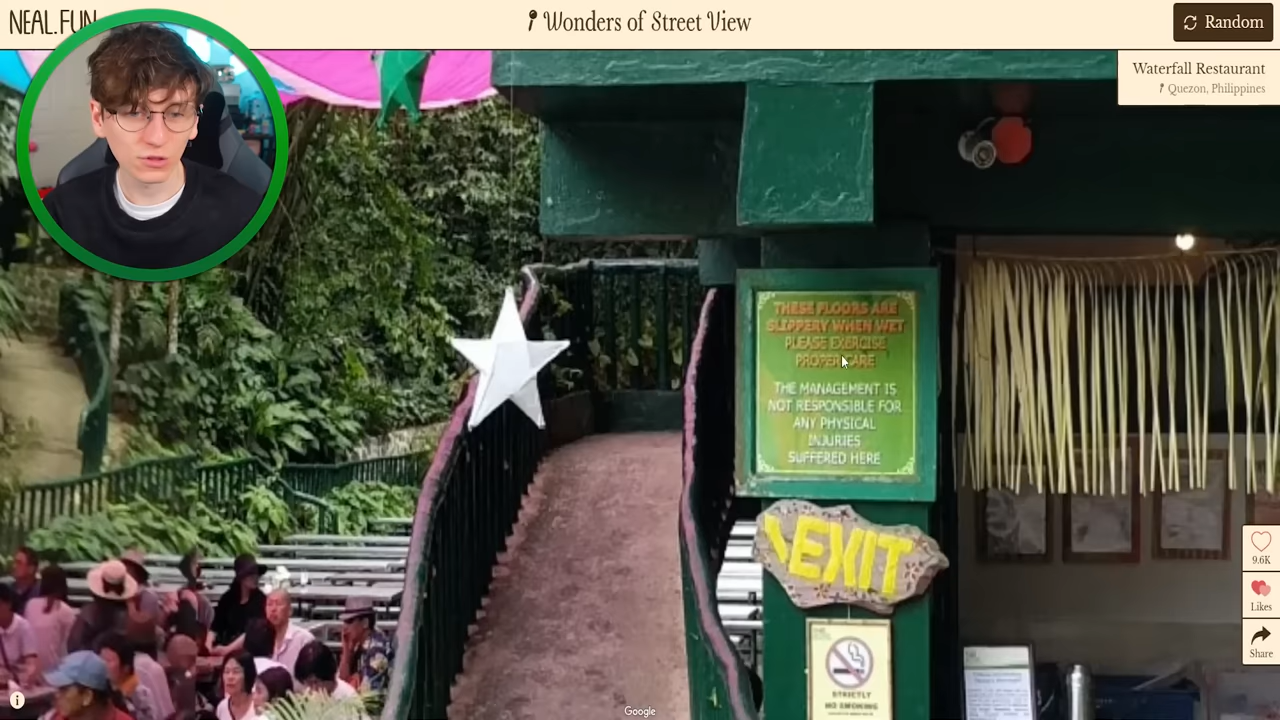 NEAL.FUN
Wonders of Street View
Random
Waterfall Restaurant
Quezon, Philippines
THESE FLOORS ARE
SLIPPERY WHEN WET
PLEASE EXERCISE
PROPER CARE
THE MANAGEMENT IS
NOT RESPONSIBLE FOR
ANY PHYSICAL
INJURIES
SUFFERED HERE
EXIT
STRICTLY
NO SMOKING
9.6K
Likes
Share
Google